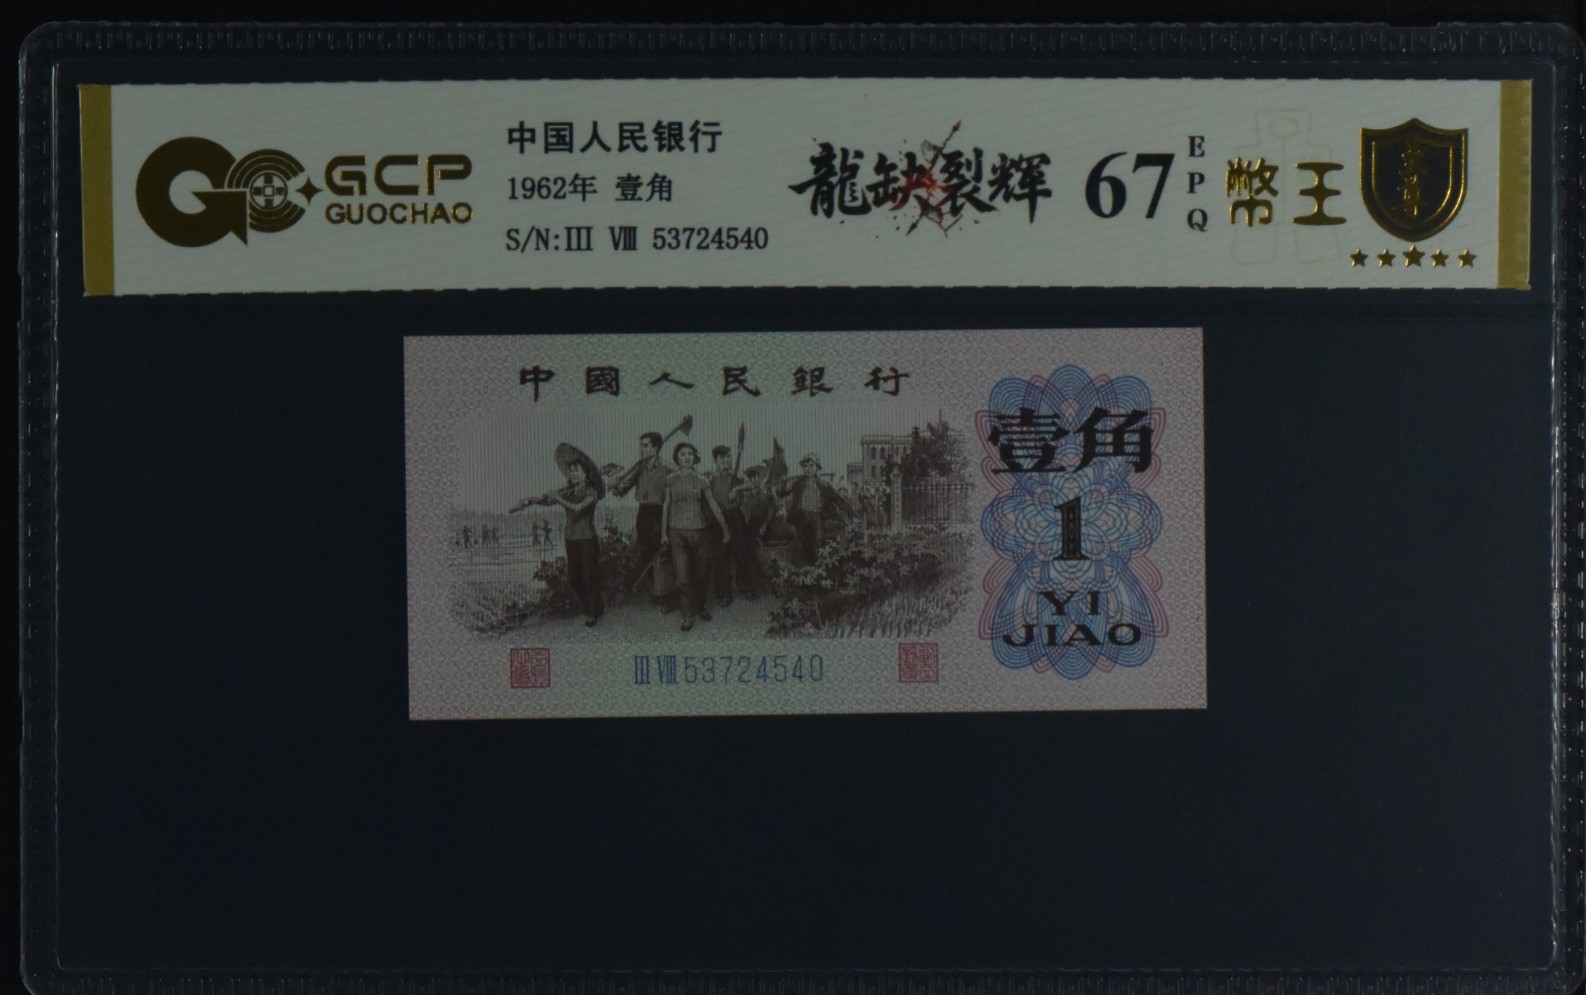 GCP
GUOCHAO
中国人民银行
1962年 壹角
S/N:III VIII 53724540
龍缺裂輝
67
EPQ
幣王
中國人民銀行
壹角
1
YI
JIAO
III VIII 53724540